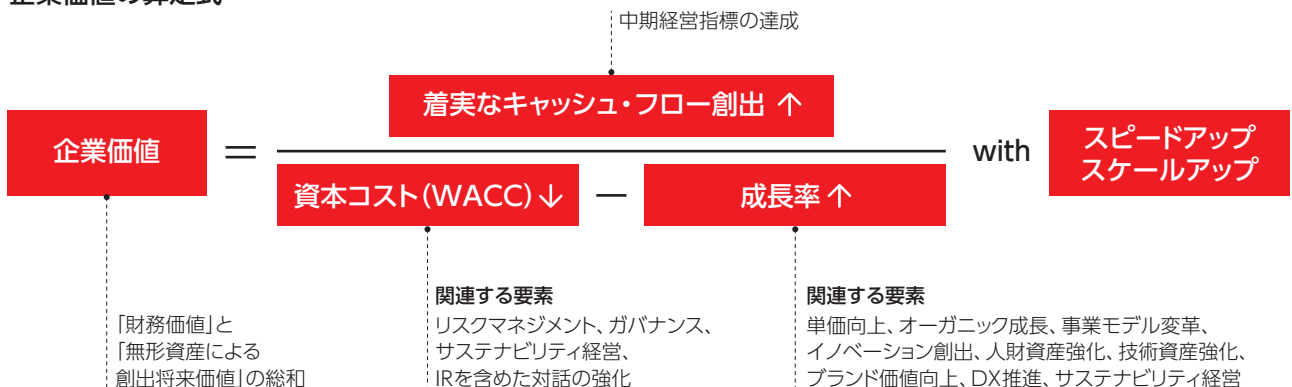 企業価値の算定式
中期経営指標の達成
着実なキャッシュ・フロー創出 ↑
企業価値
=
with
スピードアップ
スケールアップ
資本コスト(WACC)↓
—
成長率 ↑
「財務価値」と
「無形資産による
創出将来価値」の総和
関連する要素
リスクマネジメント、ガバナンス、
サステナビリティ経営、
IRを含めた対話の強化
関連する要素
単価向上、オーガニック成長、事業モデル変革、
イノベーション創出、人財資産強化、技術資産強化、
ブランド価値向上、DX推進、サステナビリティ経営